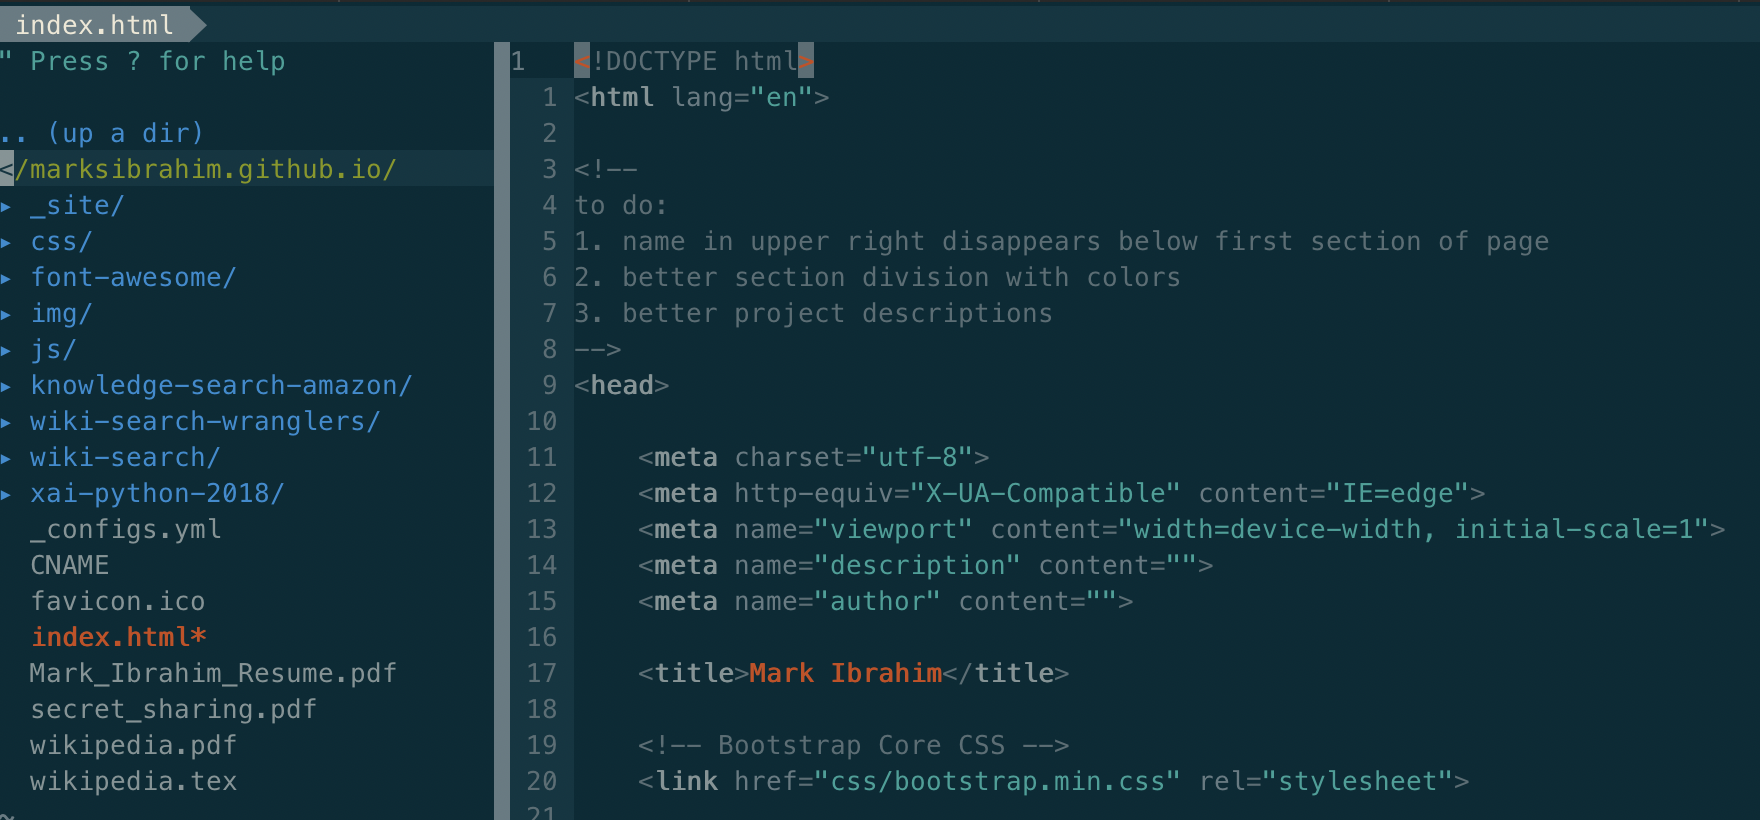 index.html
" Press ? for help
.. (up a dir)
</marksibrahim.github.io/
▸ _site/
▸ css/
▸ font-awesome/
▸ img/
▸ js/
▸ knowledge-search-amazon/
▸ wiki-search-wranglers/
▸ wiki-search/
▸ xai-python-2018/
_configs.yml
CNAME
favicon.ico
index.html*
Mark_Ibrahim_Resume.pdf
secret_sharing.pdf
wikipedia.pdf
wikipedia.tex
~
1 <!DOCTYPE html>
1 <html lang="en">
2
3 <!--
4 to do:
5 1. name in upper right disappears below first section of page
6 2. better section division with colors
7 3. better project descriptions
8 -->
9 <head>
10
11 <meta charset="utf-8">
12 <meta http-equiv="X-UA-Compatible" content="IE=edge">
13 <meta name="viewport" content="width=device-width, initial-scale=1">
14 <meta name="description" content="">
15 <meta name="author" content="">
16
17 <title>Mark Ibrahim</title>
18
19 <!-- Bootstrap Core CSS -->
20 <link href="css/bootstrap.min.css" rel="stylesheet">
21